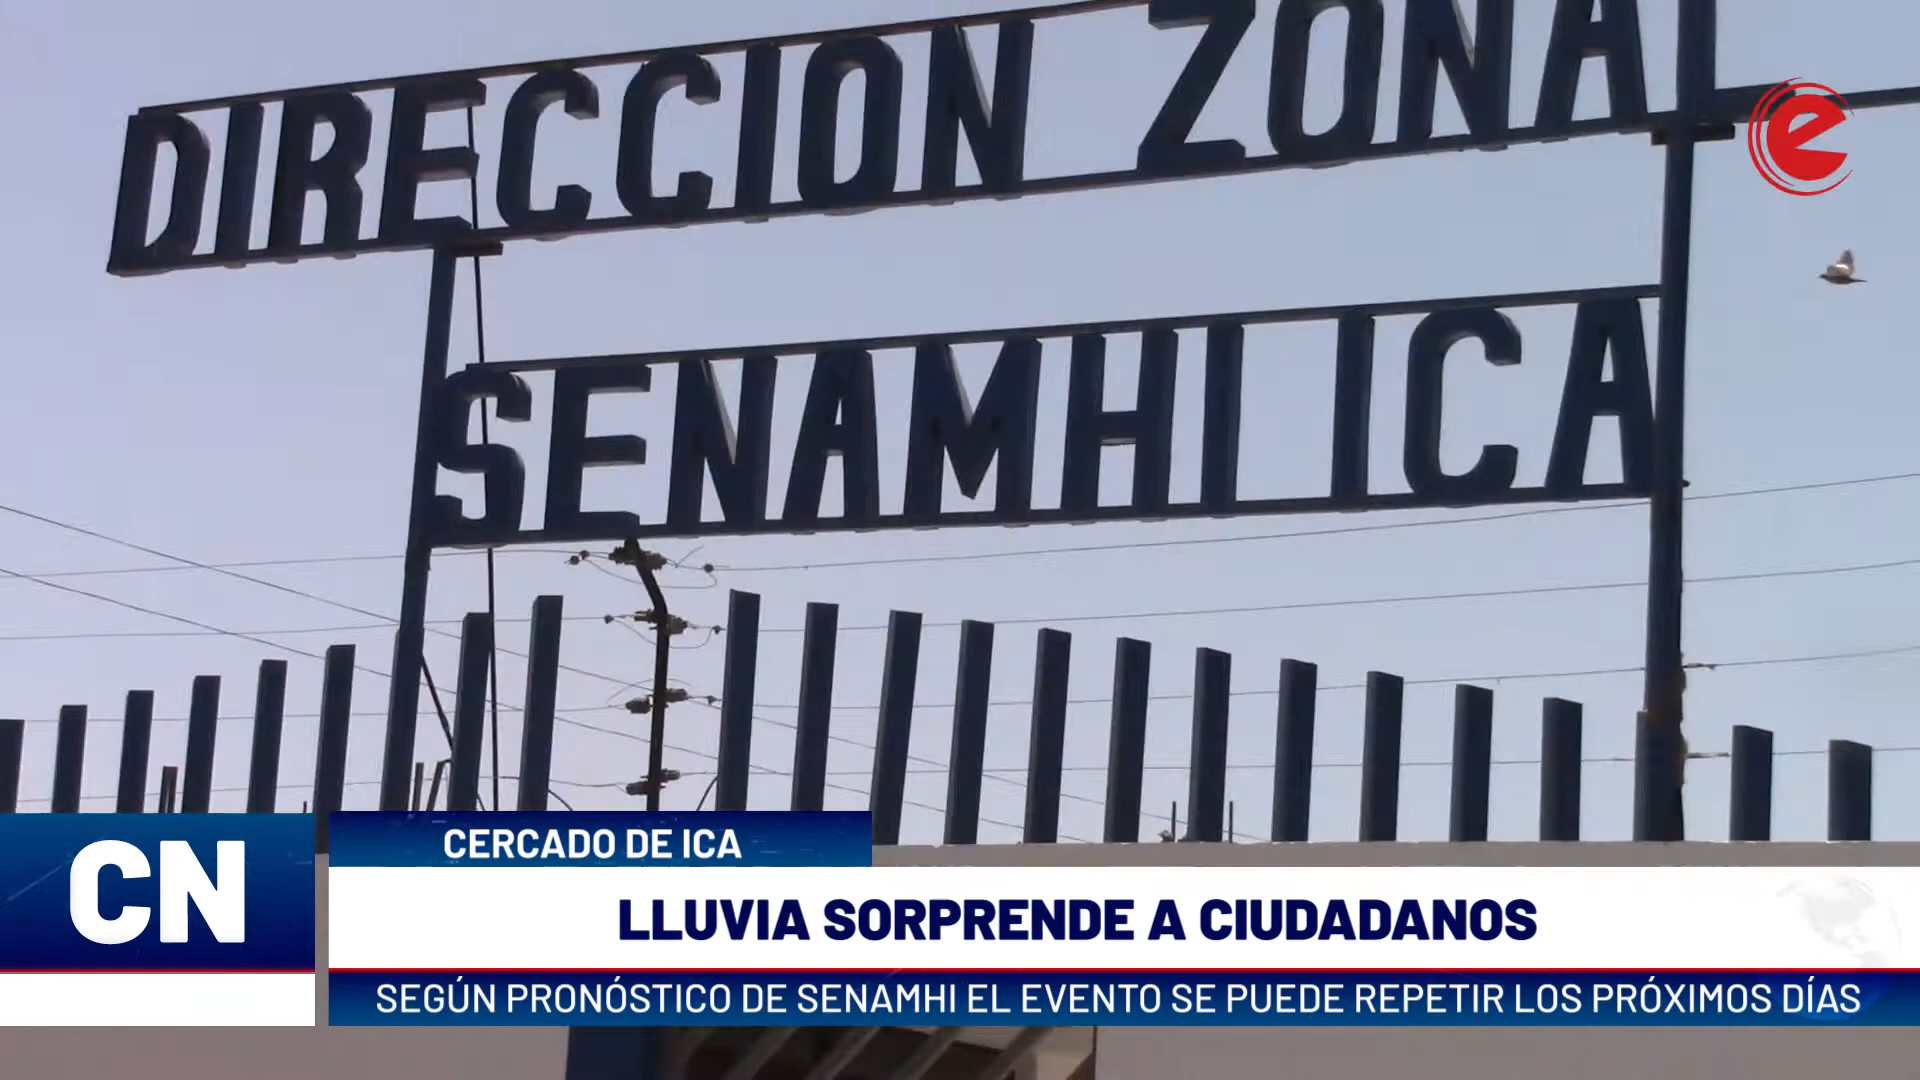 DIRECCION ZONAL
SENAMHI ICA
e
CERCADO DE ICA
CN
LLUVIA SORPRENDE A CIUDADANOS
SEGÚN PRONÓSTICO DE SENAMHI EL EVENTO SE PUEDE REPETIR LOS PRÓXIMOS DÍAS